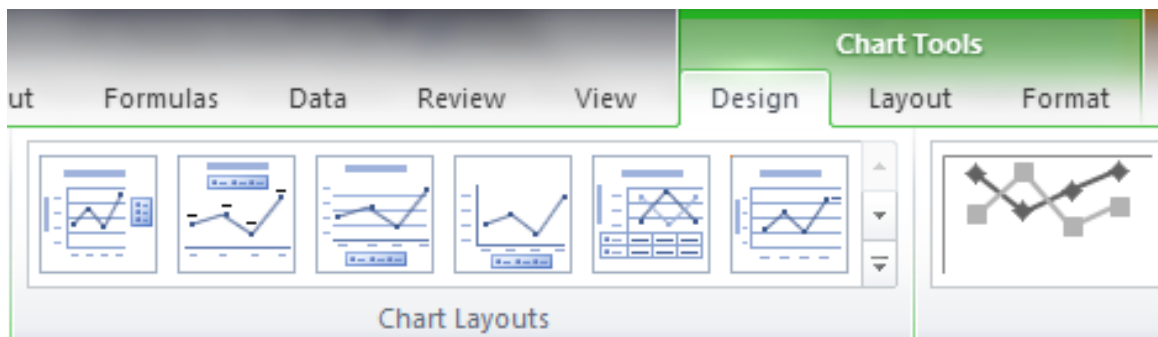 Chart Tools
ut Formulas Data Review View Design Layout Format
Chart Layouts